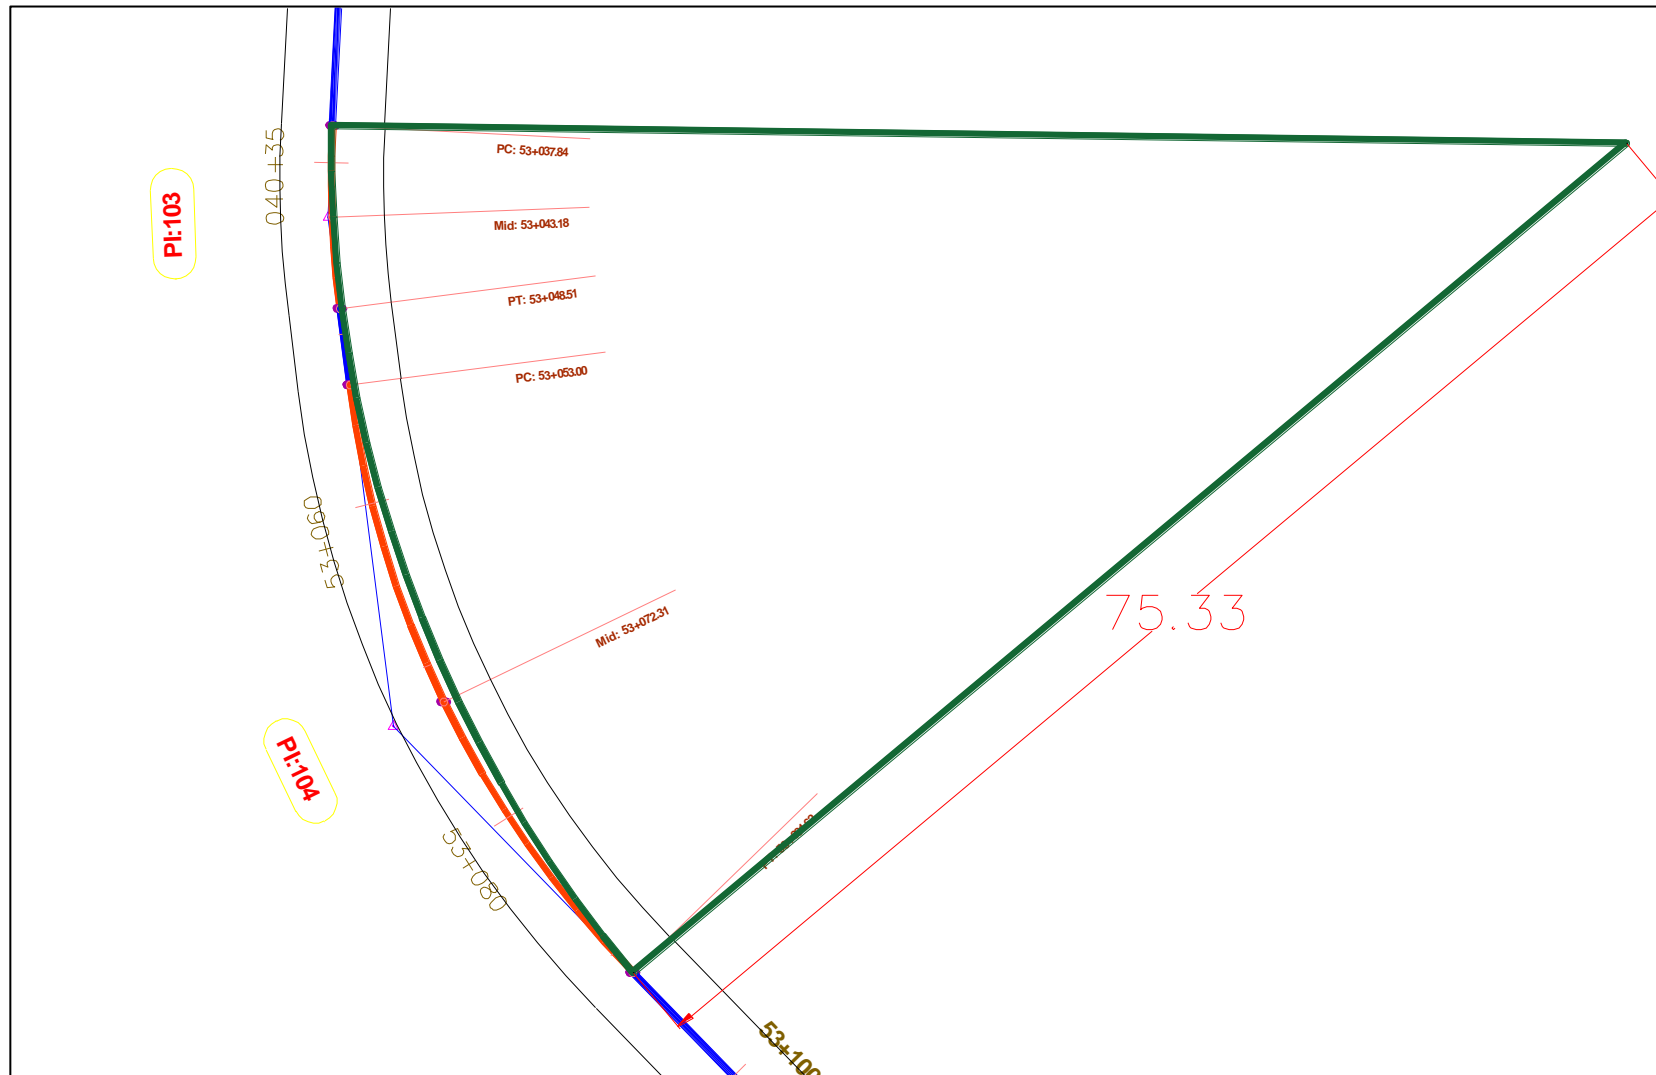 PC: 53+037.84
040+35
PI:103
Mid: 53+043.18
PT: 53+048.51
PC: 53+053.00
53+060
75.33
Mid: 53+072.31
PI:104
53+080
53+100